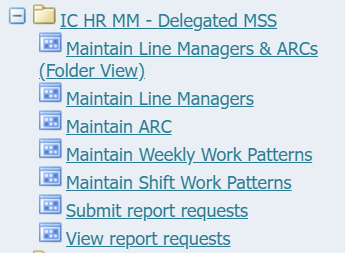 IC HR MM - Delegated MSS
Maintain Line Managers & ARCs
(Folder View)
Maintain Line Managers
Maintain ARC
Maintain Weekly Work Patterns
Maintain Shift Work Patterns
Submit report requests
View report requests